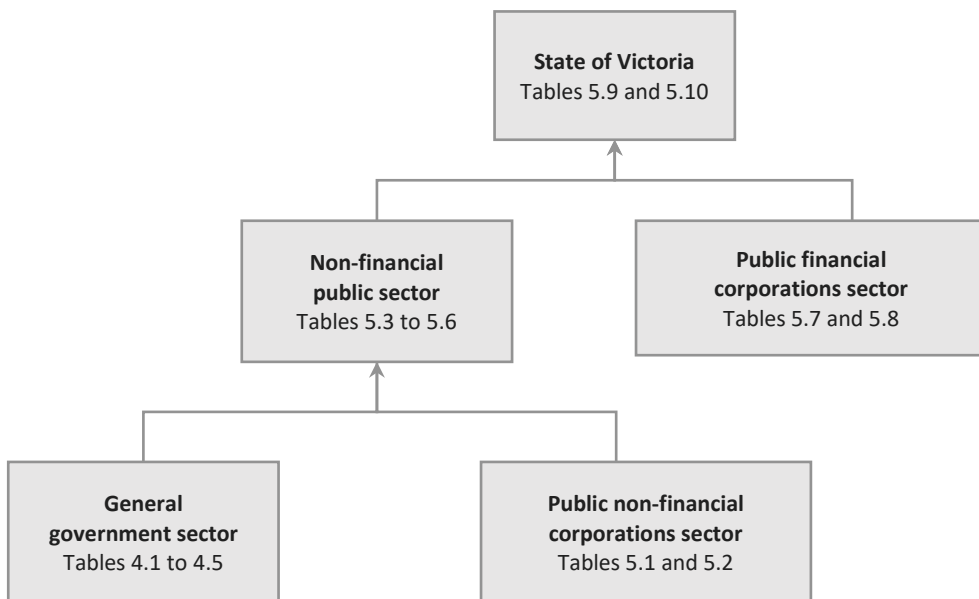 State of Victoria
Tables 5.9 and 5.10
Non-financial
public sector
Tables 5.3 to 5.6
Public financial
corporations sector
Tables 5.7 and 5.8
General
government sector
Tables 4.1 to 4.5
Public non-financial
corporations sector
Tables 5.1 and 5.2